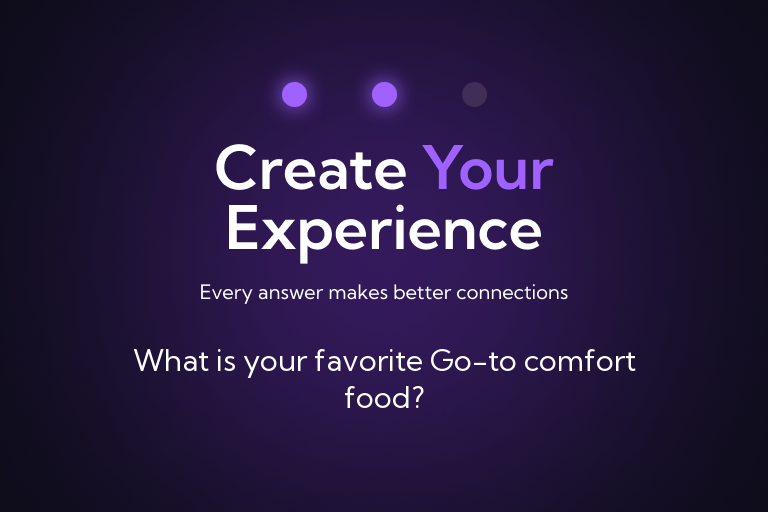 Create Your
Experience
Every answer makes better connections
What is your favorite Go-to comfort
food?